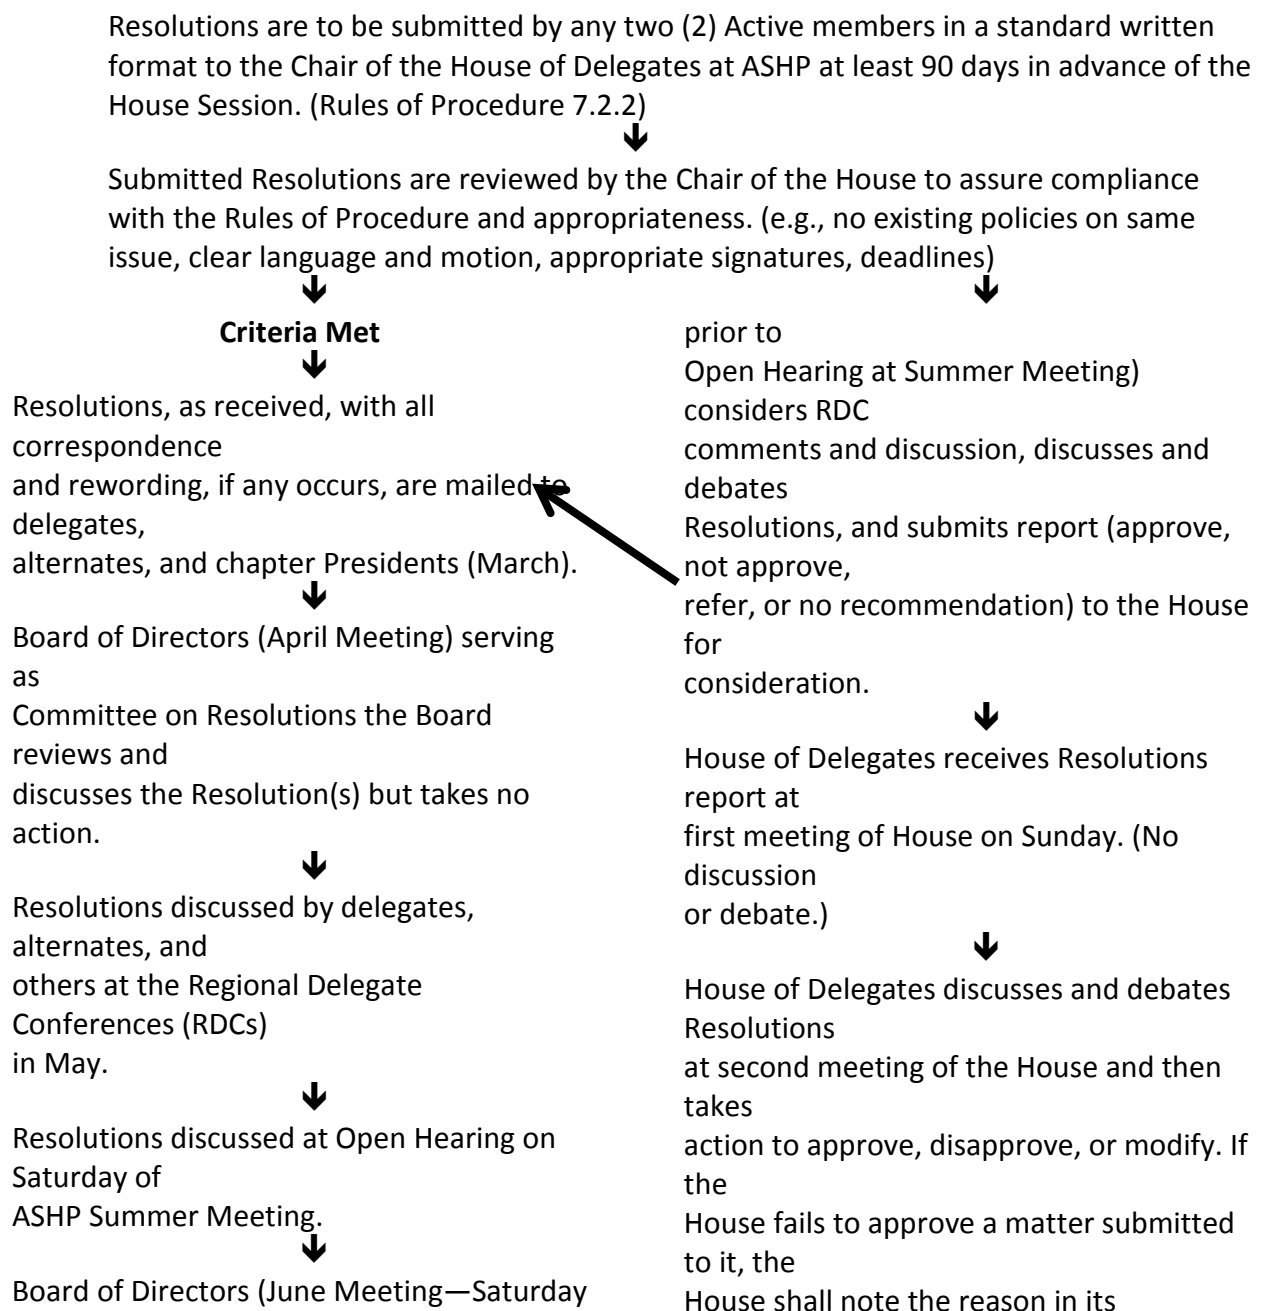 Resolutions are to be submitted by any two (2) Active members in a standard written
format to the Chair of the House of Delegates at ASHP at least 90 days in advance of the
House Session. (Rules of Procedure 7.2.2)
Submitted Resolutions are reviewed by the Chair of the House to assure compliance
with the Rules of Procedure and appropriateness. (e.g., no existing policies on same
issue, clear language and motion, appropriate signatures, deadlines)
Criteria Met
Resolutions, as received, with all
correspondence
and rewording, if any occurs, are mailed to
delegates,
alternates, and chapter Presidents (March).
Board of Directors (April Meeting) serving
as
Committee on Resolutions the Board
reviews and
discusses the Resolution(s) but takes no
action.
Resolutions discussed by delegates,
alternates, and
others at the Regional Delegate
Conferences (RDCs)
in May.
Resolutions discussed at Open Hearing on
Saturday of
ASHP Summer Meeting.
Board of Directors (June Meeting—Saturday
prior to
Open Hearing at Summer Meeting)
considers RDC
comments and discussion, discusses and
debates
Resolutions, and submits report (approve,
not approve,
refer, or no recommendation) to the House
for
consideration.
House of Delegates receives Resolutions
report at
first meeting of House on Sunday. (No
discussion
or debate.)
House of Delegates discusses and debates
Resolutions
at second meeting of the House and then
takes
action to approve, disapprove, or modify. If
the
House fails to approve a matter submitted
to it, the
House shall note the reason in its